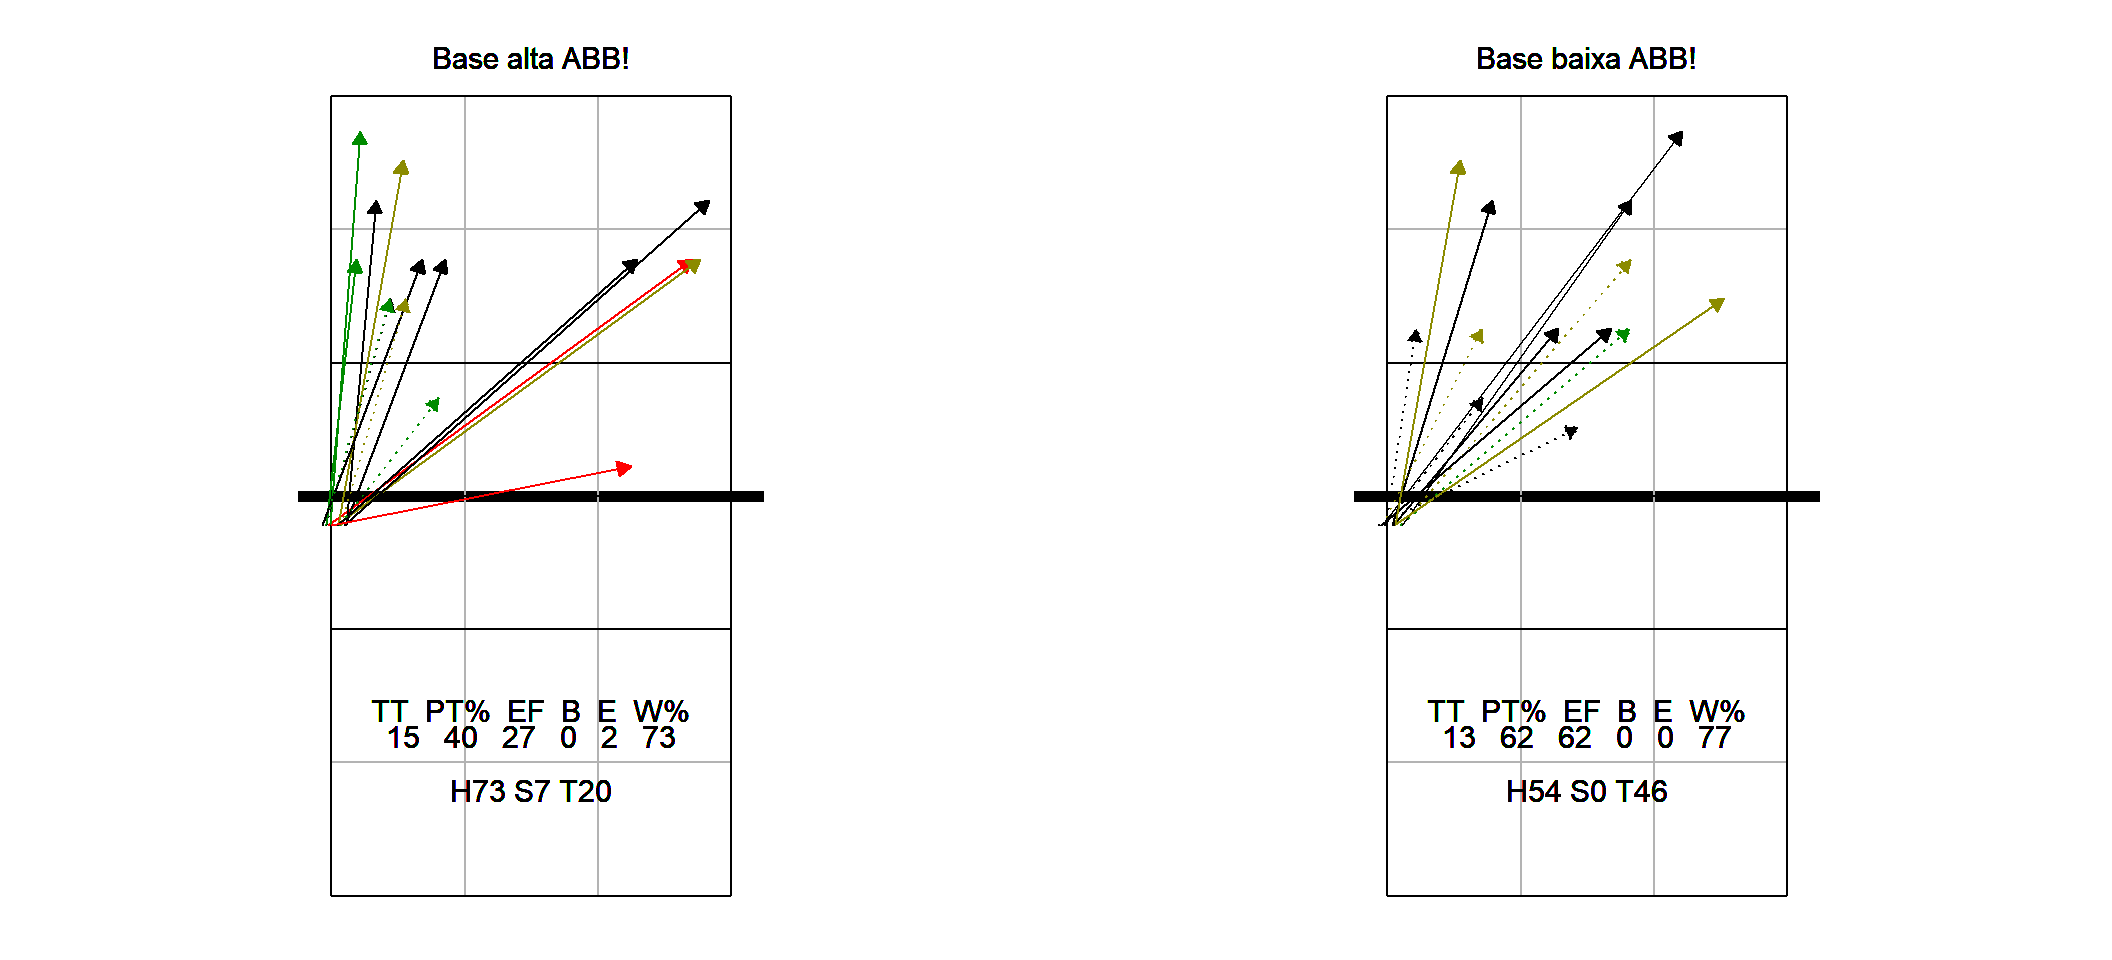 Base alta ABB!
TT PT% EF B E W%
15 40 27 0 2 73
H73 S7 T20
Base baixa ABB!
TT PT% EF B E W%
13 62 62 0 0 77
H54 S0 T46